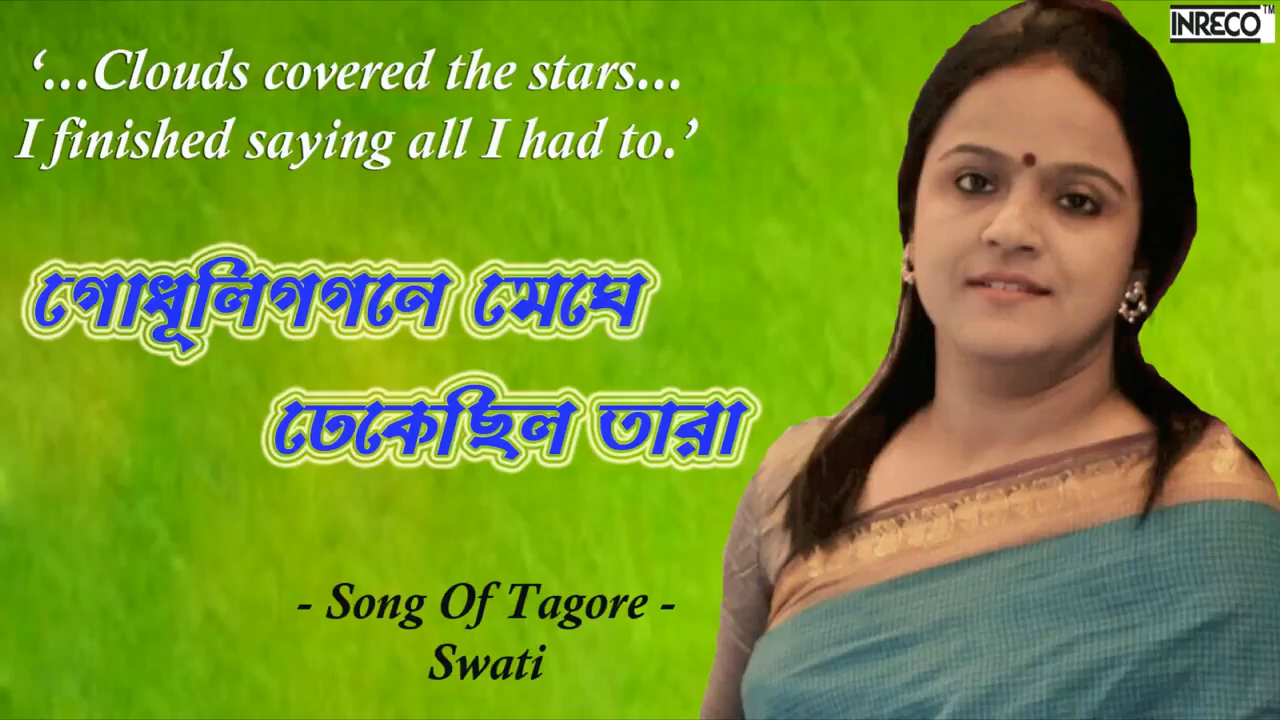 INRECO™
‘...Clouds covered the stars...
I finished saying all I had to.’
গোধূলিগগনে মেঘে
ঢেকেছিল তারা
- Song Of Tagore -
Swati